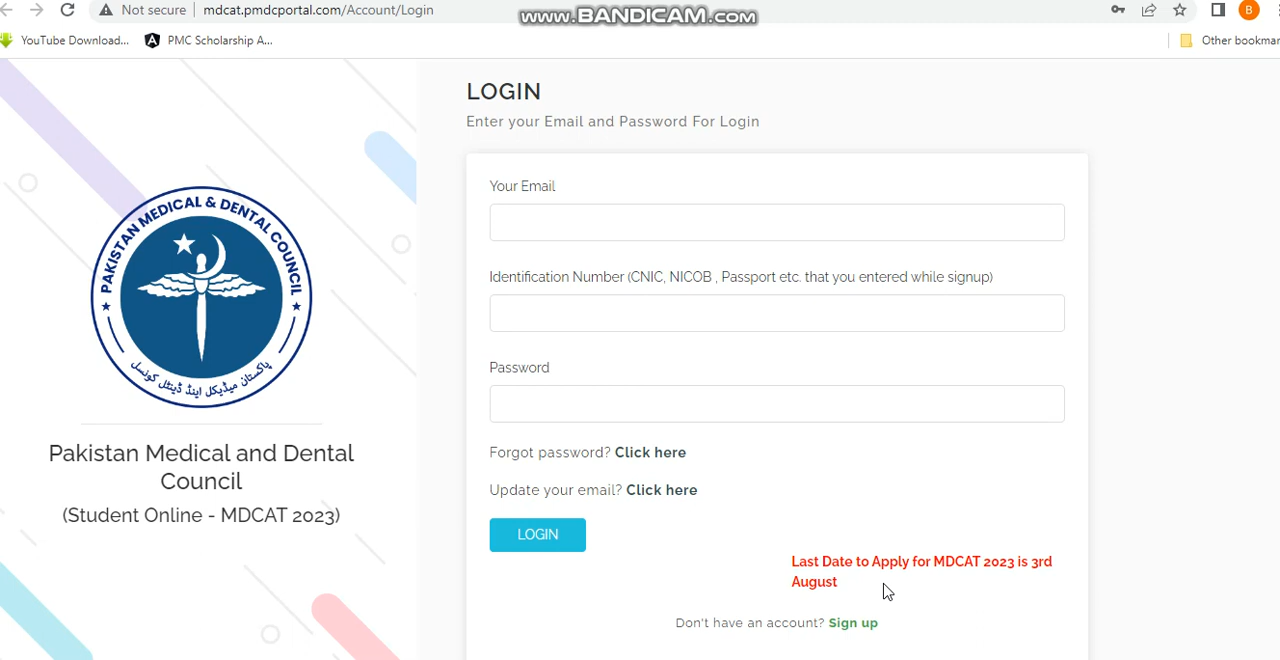 Not secure
mdcat.pmdcportal.com/Account/Login
www.BANDICAM.com
B
YouTube Download...
PMC Scholarship A...
Other bookmar
PAKISTAN MEDICAL & DENTAL COUNCIL
پاکستان میڈیکل اینڈ ڈینٹل کونسل
Pakistan Medical and Dental
Council
(Student Online - MDCAT 2023)
LOGIN
Enter your Email and Password For Login
Your Email
Identification Number (CNIC, NICOB , Passport etc. that you entered while signup)
Password
Forgot password? Click here
Update your email? Click here
LOGIN
Last Date to Apply for MDCAT 2023 is 3rd
August
Don't have an account? Sign up